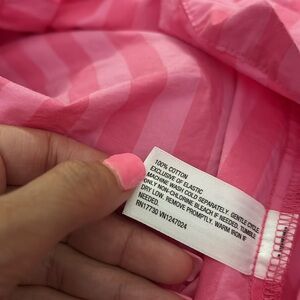 100% COTTON
EXCLUSIVE OF ELASTIC
MACHINE WASH COLD SEPARATELY. GENTLE CYCLE.
ONLY NON-CHLORINE BLEACH IF NEEDED. TUMBLE
DRY LOW. REMOVE PROMPTLY. WARM IRON IF
NEEDED.
RN17730 VN1247024